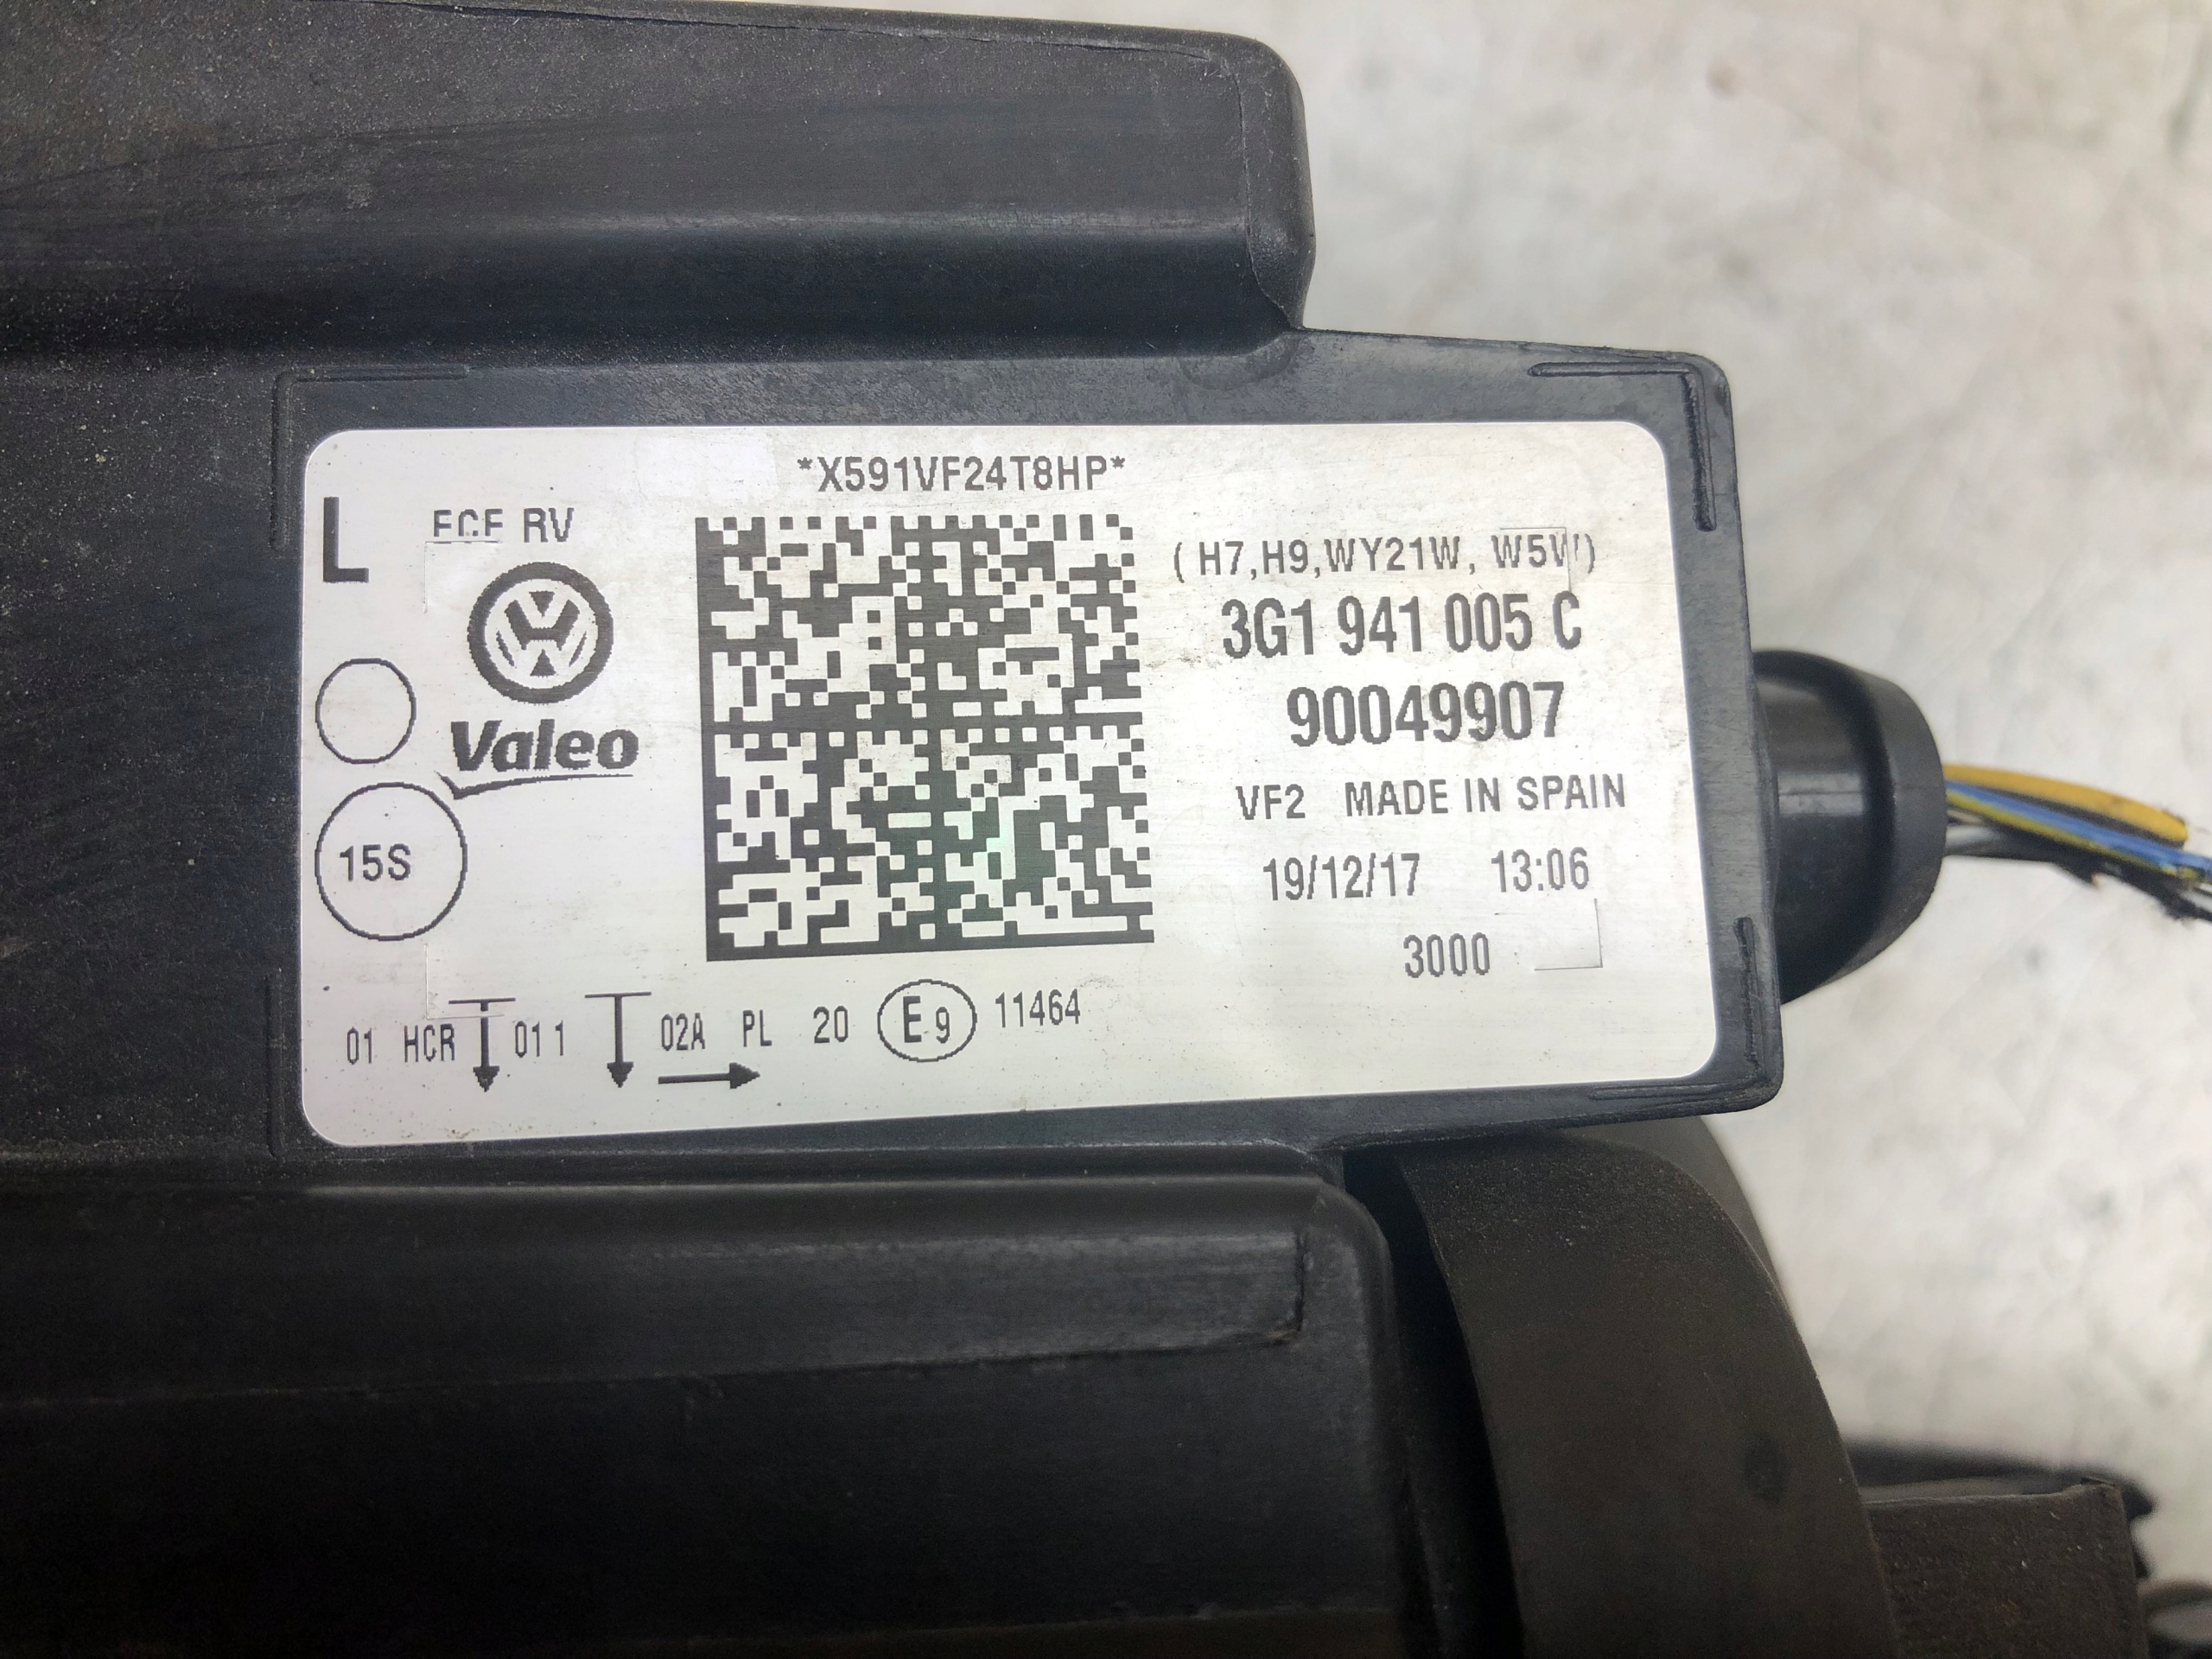 *X591VF24T8HP*
L
ECE RV
(H7,H9,WY21W, W5W)
3G1 941 005 C
Valeo
90049907
VF2 MADE IN SPAIN
15S
19/12/17 13:06
3000
01 HCR 01 1 02A PL 20 E9 11464